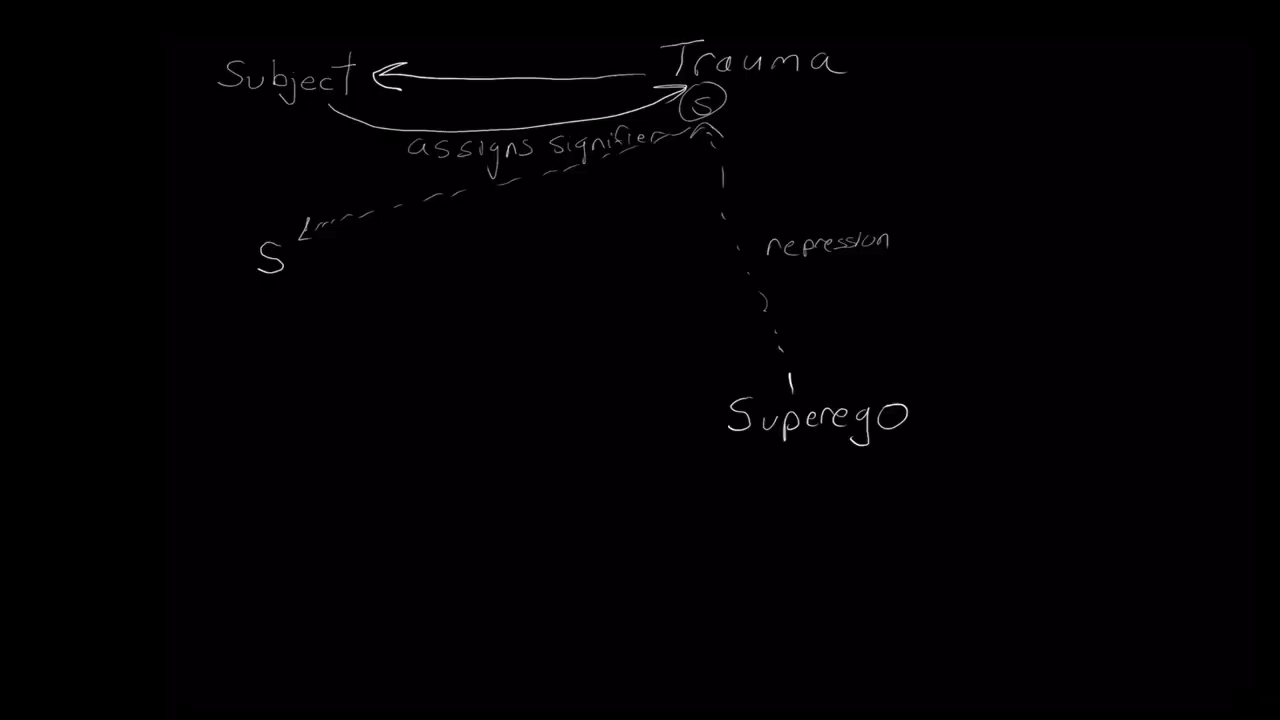 Subject
Trauma
s
assigns signifier
S
repression
Superego